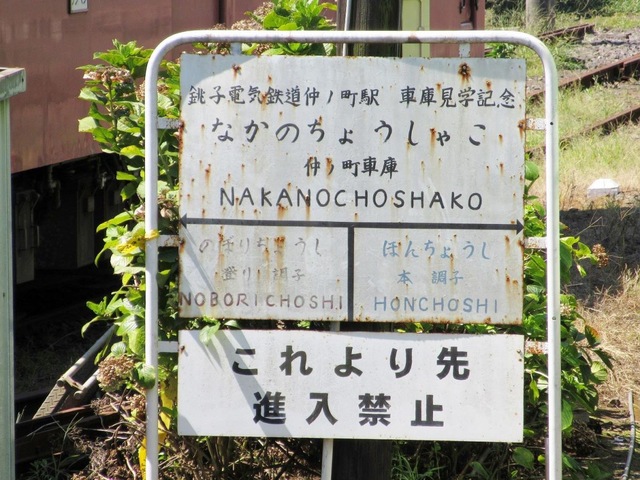 銚子電気鉄道仲ノ町駅 車庫見学記念
なかのちょうしゃこ
仲ノ町車庫
NAKANOCHOSHAKO
のぼりちょうし
登り調子
NOBORICHOSHI
ほんちょうし
本調子
HONCHOSHI
これより先
進入禁止